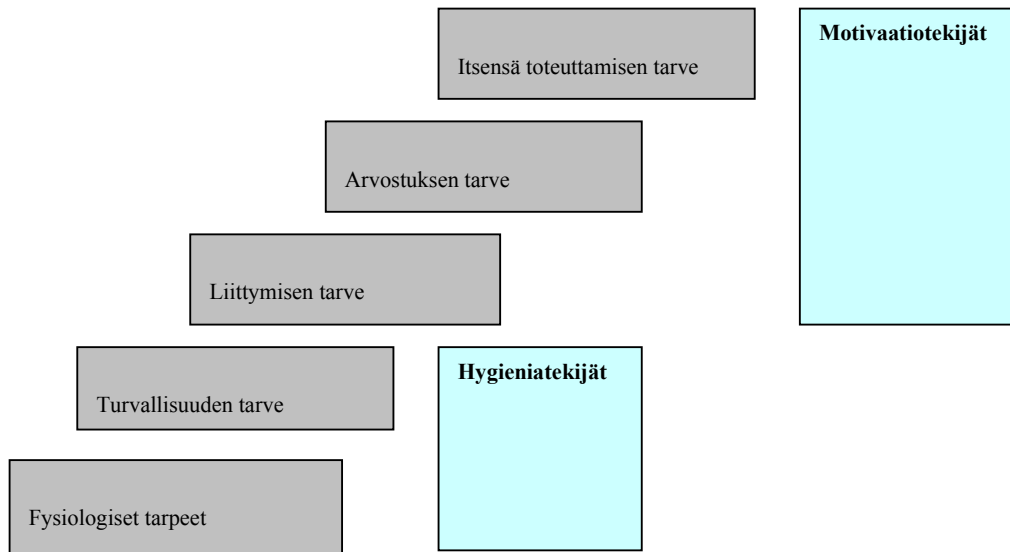 Motivaatiotekijät
Itsensä toteuttamisen tarve
Arvostuksen tarve
Liittymisen tarve
Hygieniatekijät
Turvallisuuden tarve
Fysiologiset tarpeet